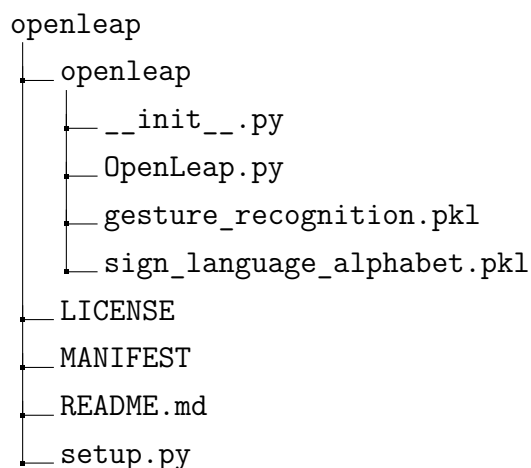 openleap
openleap
__init__.py
OpenLeap.py
gesture_recognition.pkl
sign_language_alphabet.pkl
LICENSE
MANIFEST
README.md
setup.py